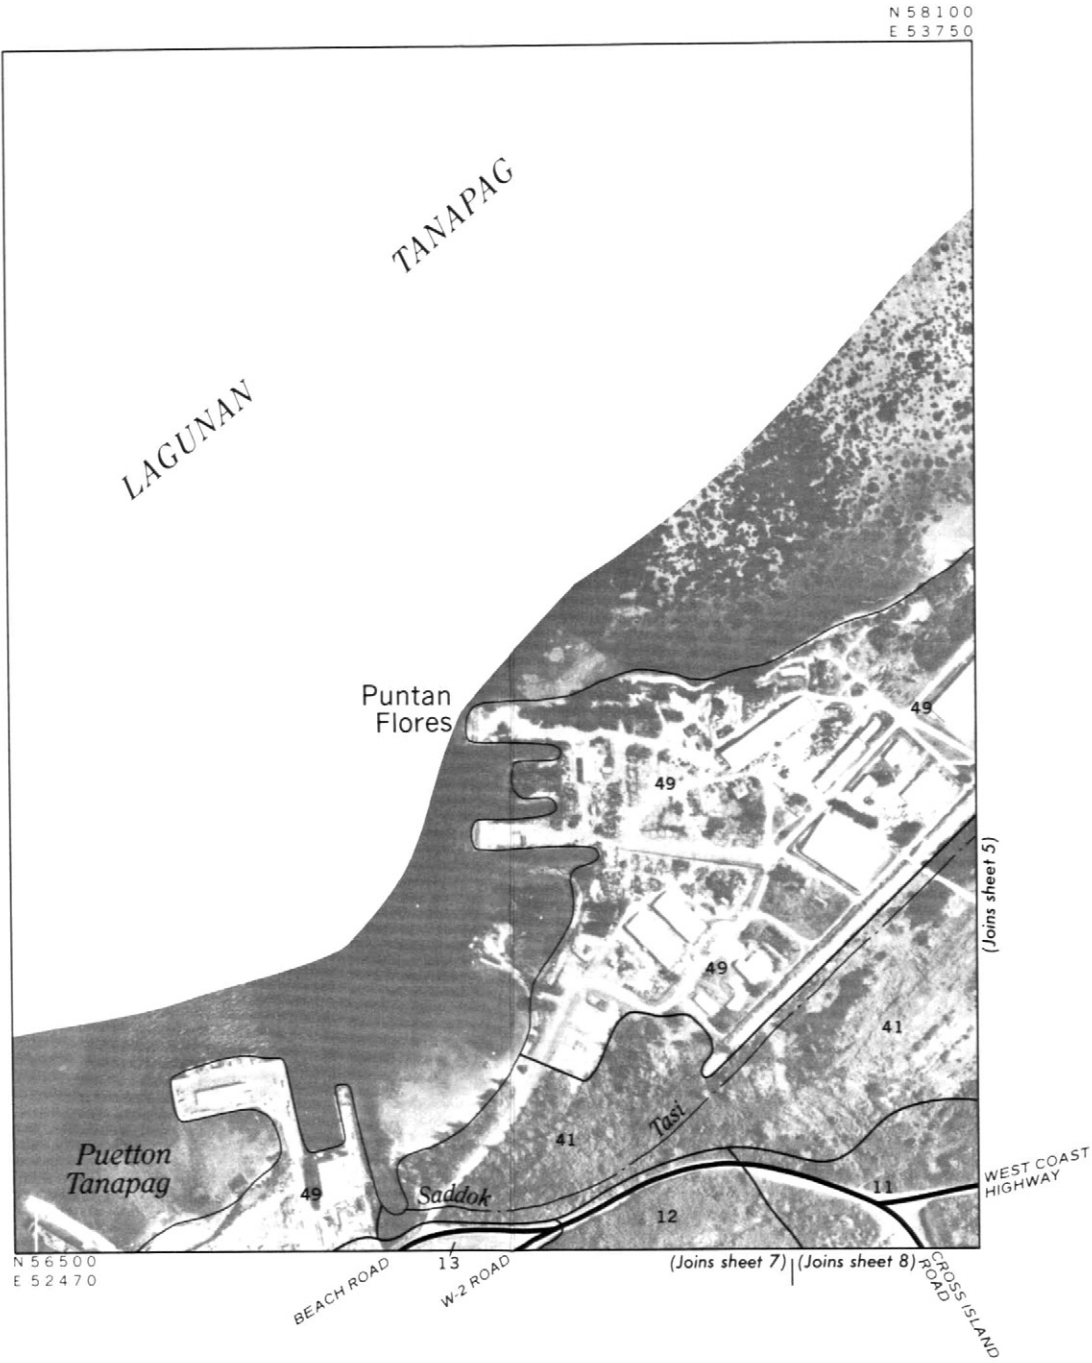 N 58100
E 53750
TANAPAG
LAGUNAN
Puntan
Flores
49
49
(Joins sheet 5)
49
41
Tasi
41
Puetton
Tanapag
49
Saddok
WEST COAST
HIGHWAY
11
12
N 56500
E 52470
BEACH ROAD
13
W-2 ROAD
(Joins sheet 7)
(Joins sheet 8)
CROSS ISLAND
ROAD